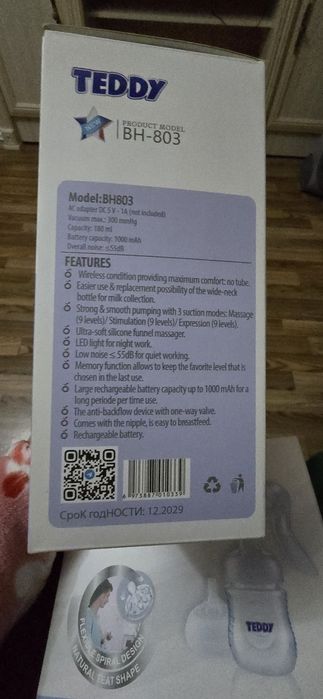 TEDDY
NEW
PRODUCT MODEL
BH-803
Model:BH803
AC adapter DC 5 V - 1A (not included)
Vacuum max.: 300 mmHg
Capacity: 180 ml
Battery capacity: 1000 mAh
Overall noise: ≤55dB
FEATURES
Wireless condition providing maximum comfort: no tube.
Easier use & replacement possibility of the wide-neck
bottle for milk collection.
Strong & smooth pumping with 3 suction modes: Massage
(9 levels)/ Stimulation (9 levels)/ Expression (9 levels).
Ultra-soft silicone funnel massager.
LED light for night work.
Low noise ≤ 55dB for quiet working.
Memory function allows to keep the favorite level that is
chosen in the last use.
Large rechargeable battery capacity up to 1000 mAh for a
long periode per time usage.
The anti-backflow device with one-way valve.
Comes with the nipple, is easy to breastfeed.
Rechargeable battery.
6 973887 010339
СроК годНОСТИ: 12.2029
TEDDY
FLEXIBLE SPIRAL DESIGN
NATURAL TEAT SHAPE